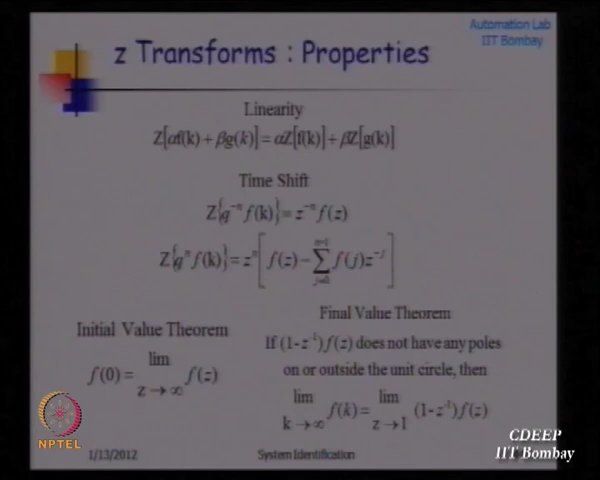 Automation Lab
IIT Bombay
z Transforms : Properties
Linearity
Z[αf(k) + βg(k)] = αZ[f(k)] + βZ[g(k)]
Time Shift
Z{q⁻ⁿ f(k)} = z⁻ⁿ f(z)
Z{qⁿ f(k)} = zⁿ [ f(z) − ∑_{j=0}^{n-1} f(j)z⁻ʲ ]
Initial Value Theorem
f(0) = lim_{z → ∞} f(z)
Final Value Theorem
If (1-z⁻¹) f(z) does not have any poles
on or outside the unit circle, then
lim_{k → ∞} f(k) = lim_{z → 1} (1-z⁻¹) f(z)
NPTEL
1/13/2012
System Identification
CDEEP
IIT Bombay